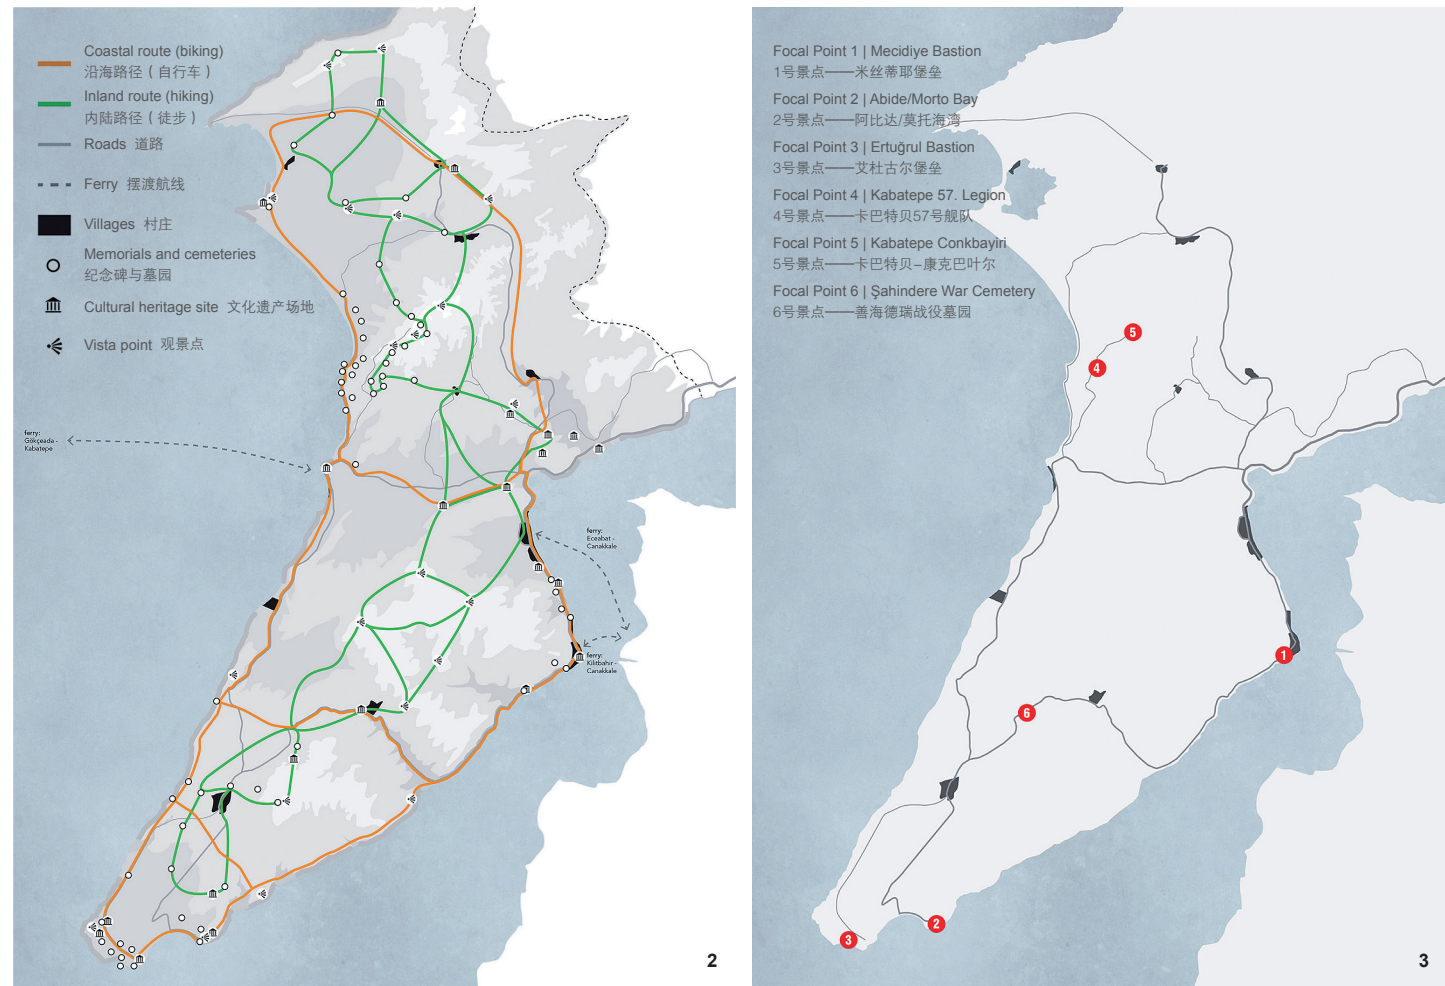 Coastal route (biking)
沿海路径（自行车）
Inland route (hiking)
内陆路径（徒步）
Roads 道路
Ferry 摆渡航线
Villages 村庄
Memorials and cemeteries
纪念碑与墓园
Cultural heritage site 文化遗产场地
Vista point 观景点
ferry:
Gökçeada -
Kabatepe
ferry:
Eceabat -
Canakkale
ferry:
Kilitbahir -
Canakkale
2
Focal Point 1 | Mecidiye Bastion
1号景点——米丝蒂耶堡垒
Focal Point 2 | Abide/Morto Bay
2号景点——阿比达/莫托海湾
Focal Point 3 | Ertuğrul Bastion
3号景点——艾杜古尔堡垒
Focal Point 4 | Kabatepe 57. Legion
4号景点——卡巴特贝57号舰队
Focal Point 5 | Kabatepe Conkbayiri
5号景点——卡巴特贝–康克巴叶尔
Focal Point 6 | Şahindere War Cemetery
6号景点——善海德瑞战役墓园
5
4
1
6
2
3
3